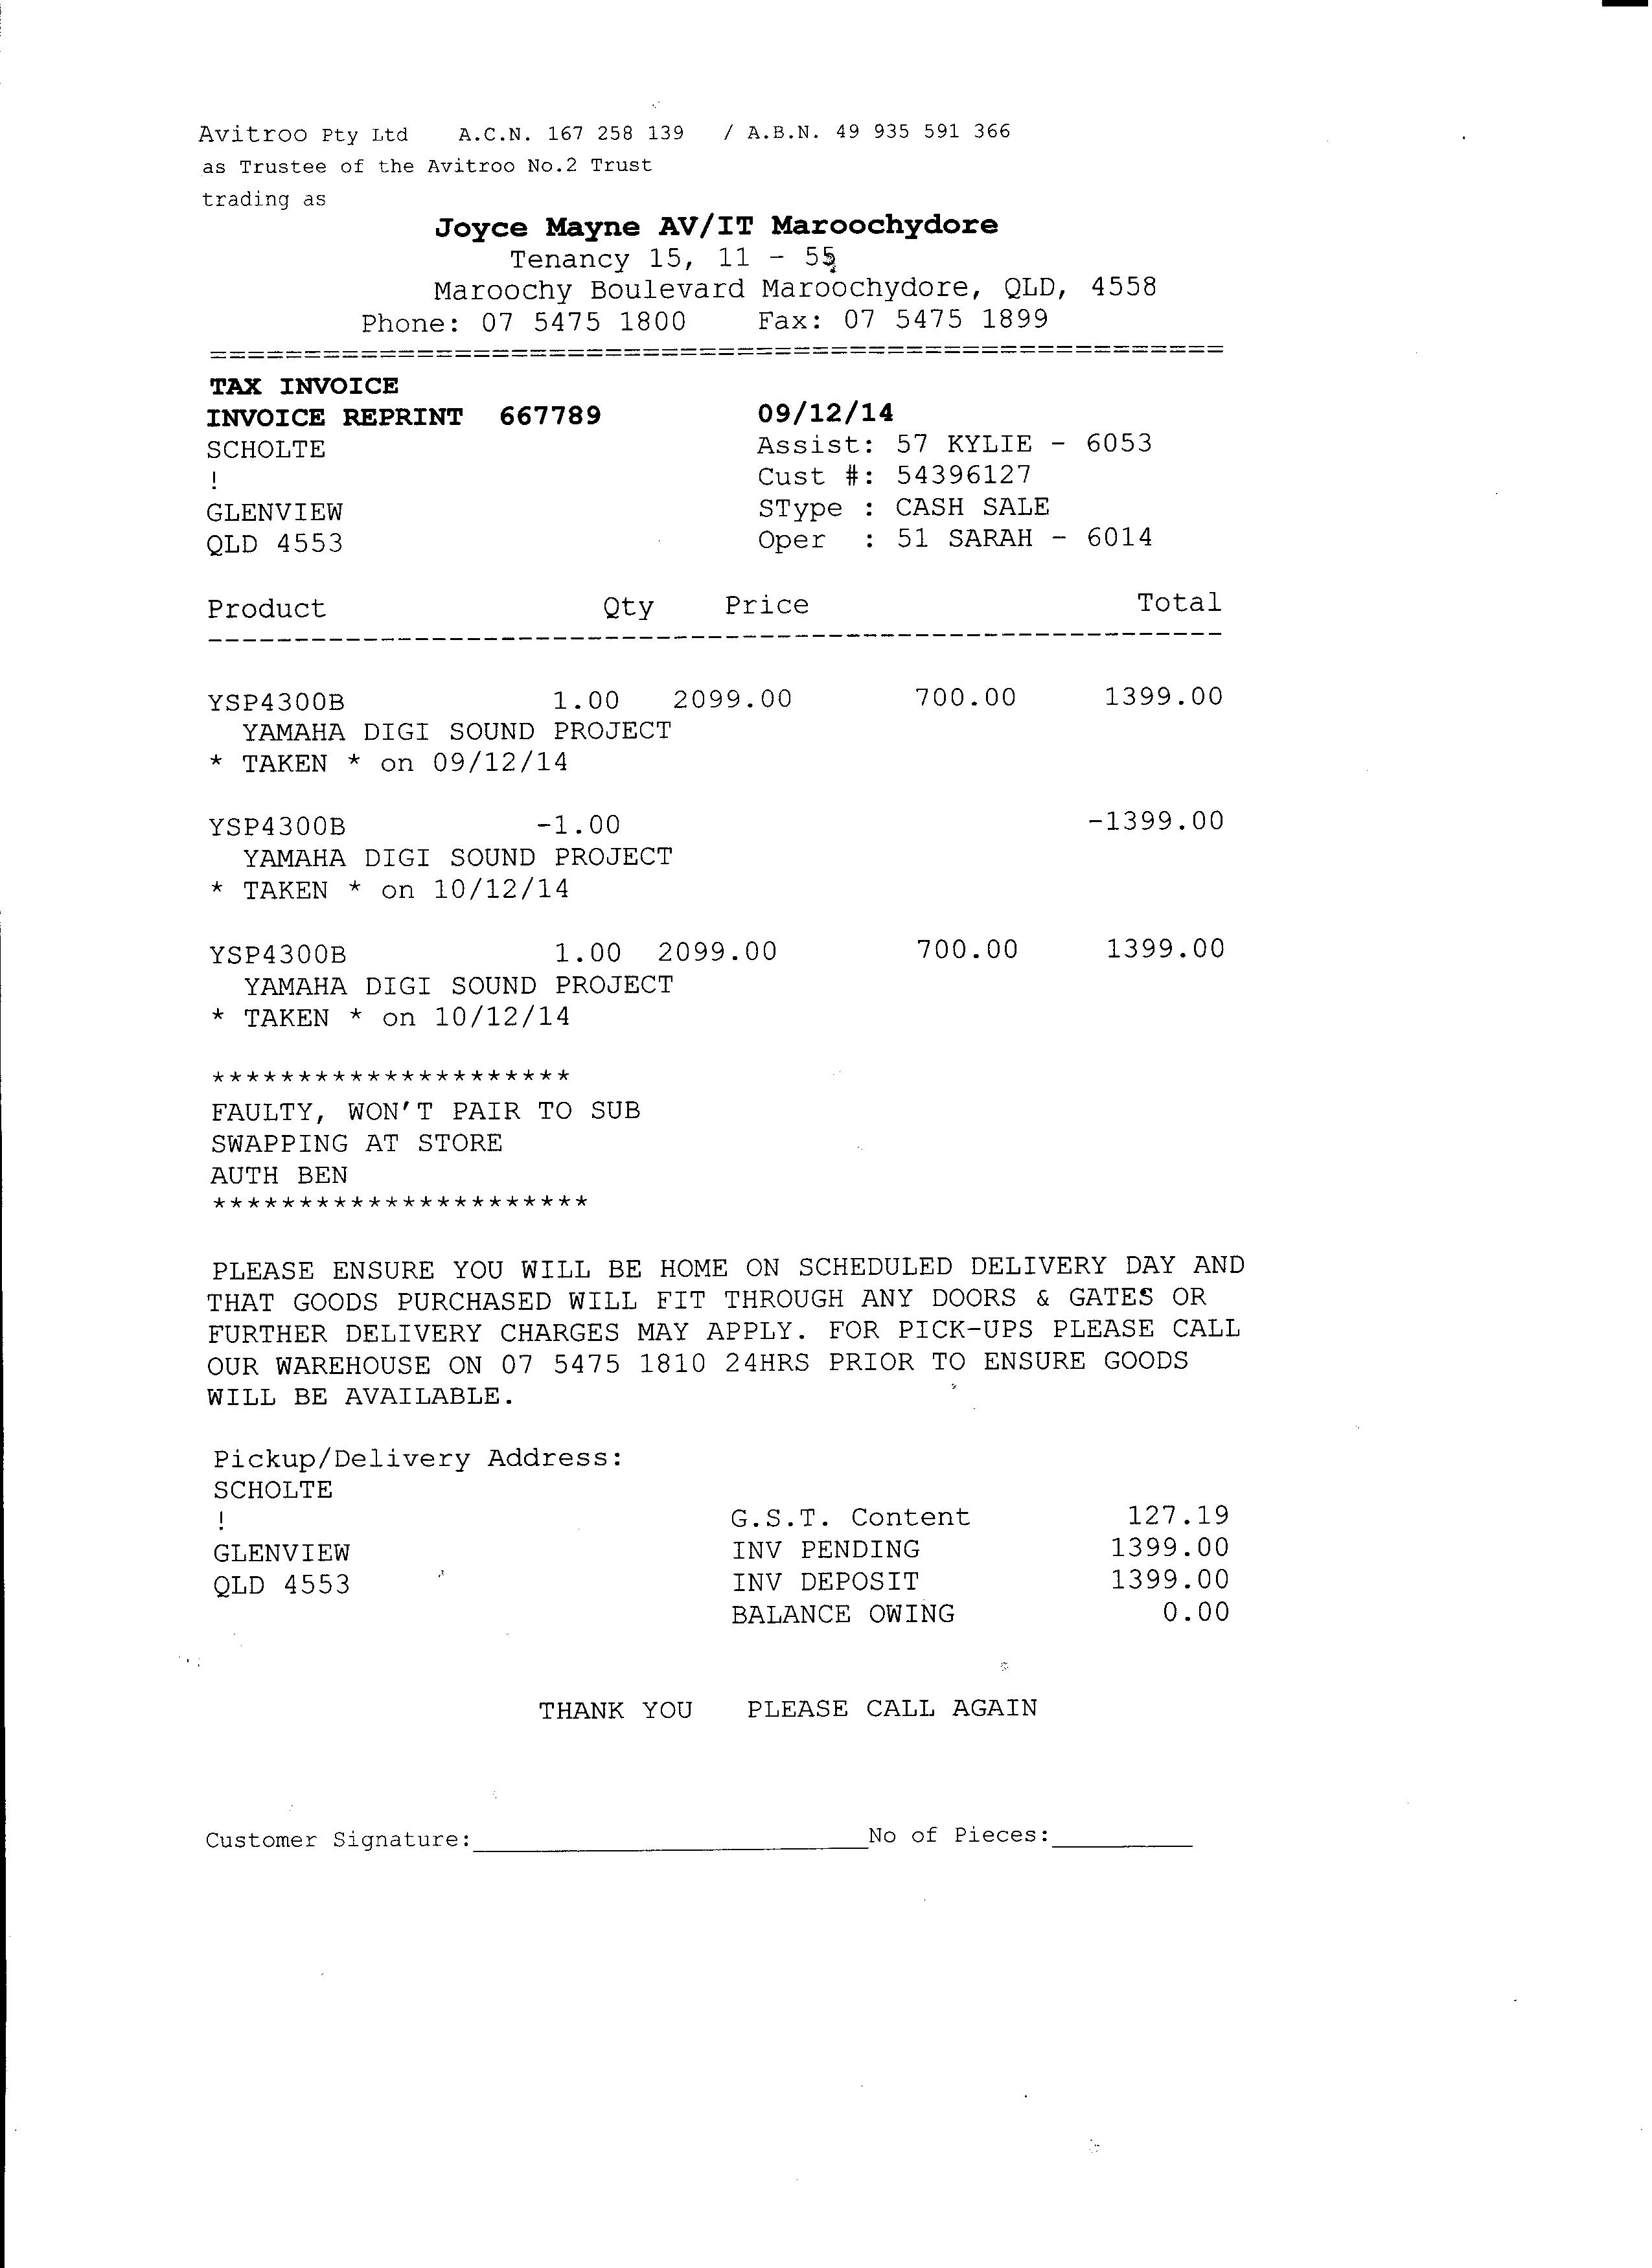 Avitroo Pty Ltd A.C.N. 167 258 139 / A.B.N. 49 935 591 366
as Trustee of the Avitroo No.2 Trust
trading as
Joyce Mayne AV/IT Maroochydore
Tenancy 15, 11 - 55
Maroochy Boulevard Maroochydore, QLD, 4558
Phone: 07 5475 1800 Fax: 07 5475 1899
===========================================================
TAX INVOICE
INVOICE REPRINT 667789 09/12/14
SCHOLTE Assist: 57 KYLIE - 6053
! Cust #: 54396127
GLENVIEW SType : CASH SALE
QLD 4553 Oper : 51 SARAH - 6014
Product Qty Price Total
-----------------------------------------------------------
YSP4300B 1.00 2099.00 700.00 1399.00
YAMAHA DIGI SOUND PROJECT
* TAKEN * on 09/12/14
YSP4300B -1.00 -1399.00
YAMAHA DIGI SOUND PROJECT
* TAKEN * on 10/12/14
YSP4300B 1.00 2099.00 700.00 1399.00
YAMAHA DIGI SOUND PROJECT
* TAKEN * on 10/12/14
*********************
FAULTY, WON'T PAIR TO SUB
SWAPPING AT STORE
AUTH BEN
**********************
PLEASE ENSURE YOU WILL BE HOME ON SCHEDULED DELIVERY DAY AND
THAT GOODS PURCHASED WILL FIT THROUGH ANY DOORS & GATES OR
FURTHER DELIVERY CHARGES MAY APPLY. FOR PICK-UPS PLEASE CALL
OUR WAREHOUSE ON 07 5475 1810 24HRS PRIOR TO ENSURE GOODS
WILL BE AVAILABLE.
Pickup/Delivery Address:
SCHOLTE
! G.S.T. Content 127.19
GLENVIEW INV PENDING 1399.00
QLD 4553 INV DEPOSIT 1399.00
BALANCE OWING 0.00
THANK YOU PLEASE CALL AGAIN
Customer Signature:______________________No of Pieces:________